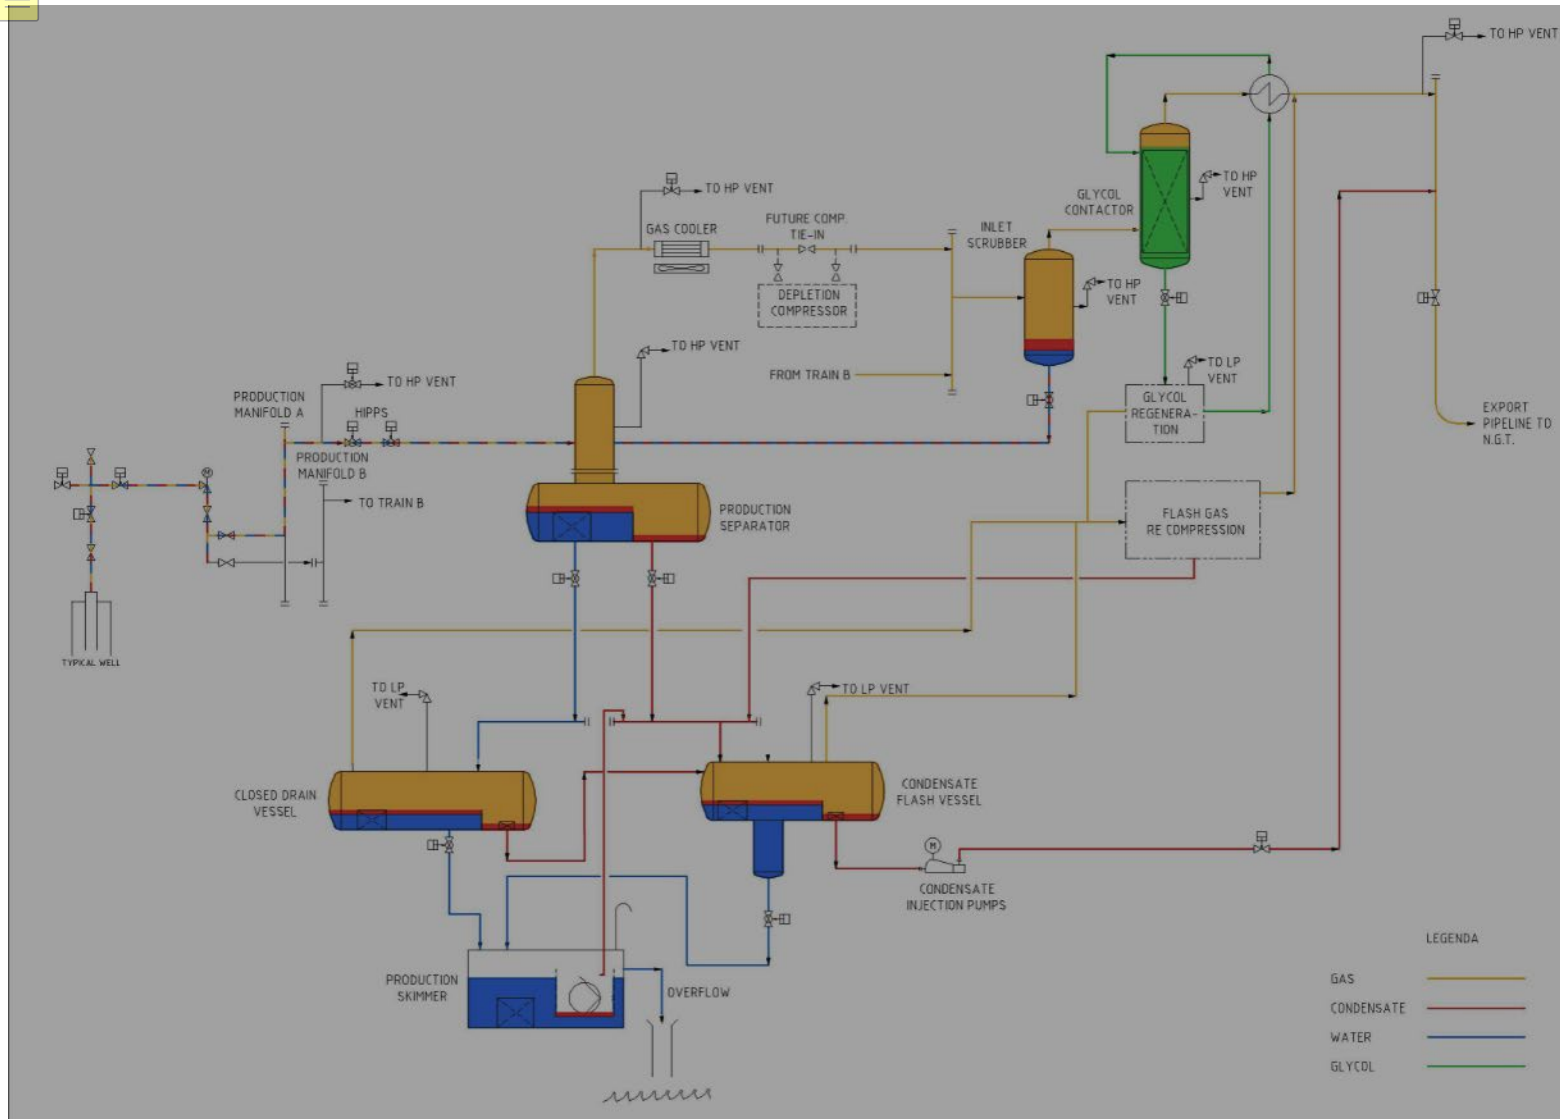 TO HP VENT
TO HP VENT
GAS COOLER
FUTURE COMP.
TIE-IN
DEPLETION
COMPRESSOR
INLET
SCRUBBER
GLYCOL
CONTACTOR
TO HP
VENT
TO HP
VENT
TO HP VENT
TO HP VENT
FROM TRAIN B
TO LP
VENT
GLYCOL
REGENERA-
TION
EXPORT
PIPELINE TO
N.G.T.
PRODUCTION
MANIFOLD A
HIPPS
PRODUCTION
MANIFOLD B
M
TO TRAIN B
PRODUCTION
SEPARATOR
FLASH GAS
RE COMPRESSION
TYPICAL WELL
TO LP
VENT
TO LP VENT
CLOSED DRAIN
VESSEL
CONDENSATE
FLASH VESSEL
M
CONDENSATE
INJECTION PUMPS
PRODUCTION
SKIMMER
OVERFLOW
LEGENDA
GAS
CONDENSATE
WATER
GLYCOL